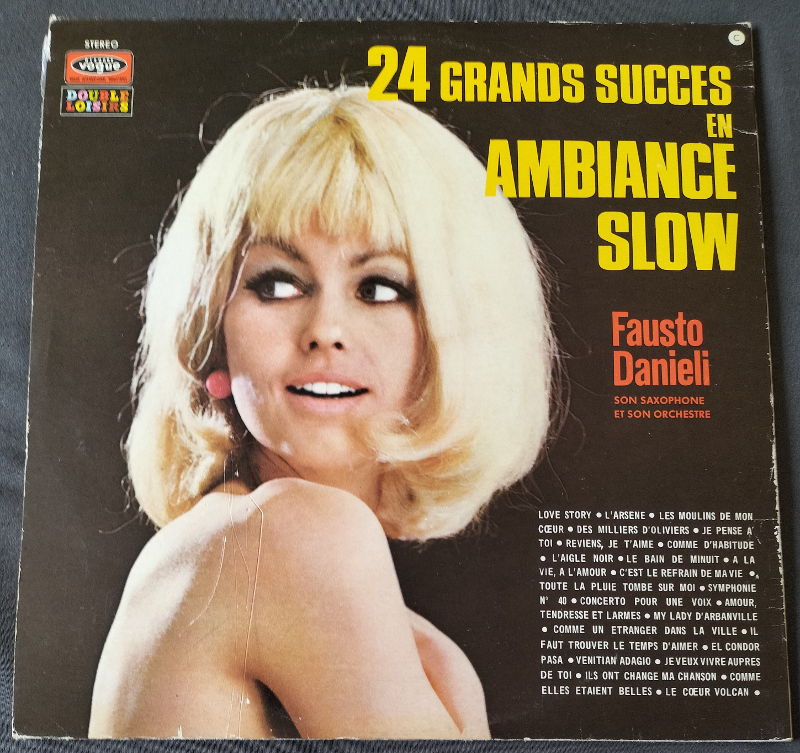 STEREO
vogue
DOUBLE
LOISIRS
C
24 GRANDS SUCCES
EN
AMBIANCE
SLOW
Fausto
Danieli
SON SAXOPHONE
ET SON ORCHESTRE
LOVE STORY • L'ARSENE • LES MOULINS DE MON
CŒUR • DES MILLIERS D'OLIVIERS • JE PENSE A
TOI • REVIENS, JE T'AIME • COMME D'HABITUDE
• L'AIGLE NOIR • LE BAIN DE MINUIT • A LA
VIE, A L'AMOUR • C'EST LE REFRAIN DE MA VIE •
TOUTE LA PLUIE TOMBE SUR MOI • SYMPHONIE
N° 40 • CONCERTO POUR UNE VOIX • AMOUR,
TENDRESSE ET LARMES • MY LADY D'ARBANVILLE
• COMME UN ETRANGER DANS LA VILLE • IL
FAUT TROUVER LE TEMPS D'AIMER • EL CONDOR
PASA • VENITIAN ADAGIO • JE VEUX VIVRE AUPRES
DE TOI • ILS ONT CHANGE MA CHANSON • COMME
ELLES ETAIENT BELLES • LE CŒUR VOLCAN •